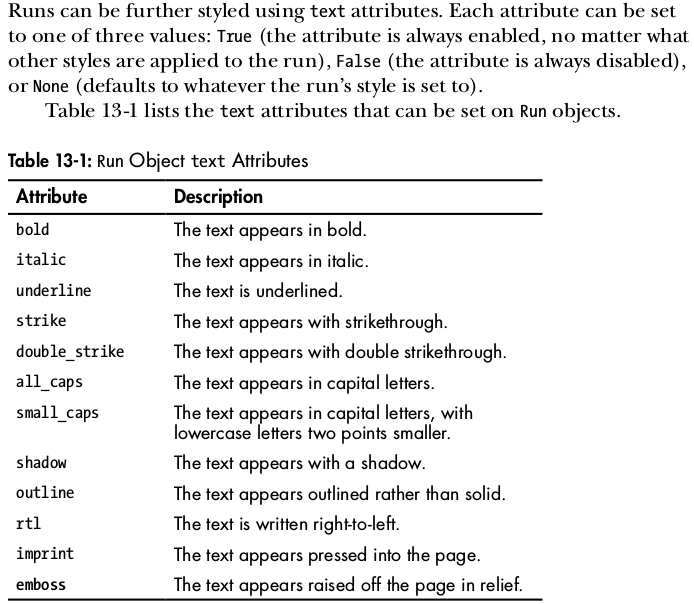 Runs can be further styled using text attributes. Each attribute can be set
to one of three values: True (the attribute is always enabled, no matter what
other styles are applied to the run), False (the attribute is always disabled),
or None (defaults to whatever the run’s style is set to).
Table 13-1 lists the text attributes that can be set on Run objects.
Table 13-1: Run Object text Attributes
Attribute Description
bold The text appears in bold.
italic The text appears in italic.
underline The text is underlined.
strike The text appears with strikethrough.
double_strike The text appears with double strikethrough.
all_caps The text appears in capital letters.
small_caps The text appears in capital letters, with
lowercase letters two points smaller.
shadow The text appears with a shadow.
outline The text appears outlined rather than solid.
rtl The text is written right-to-left.
imprint The text appears pressed into the page.
emboss The text appears raised off the page in relief.